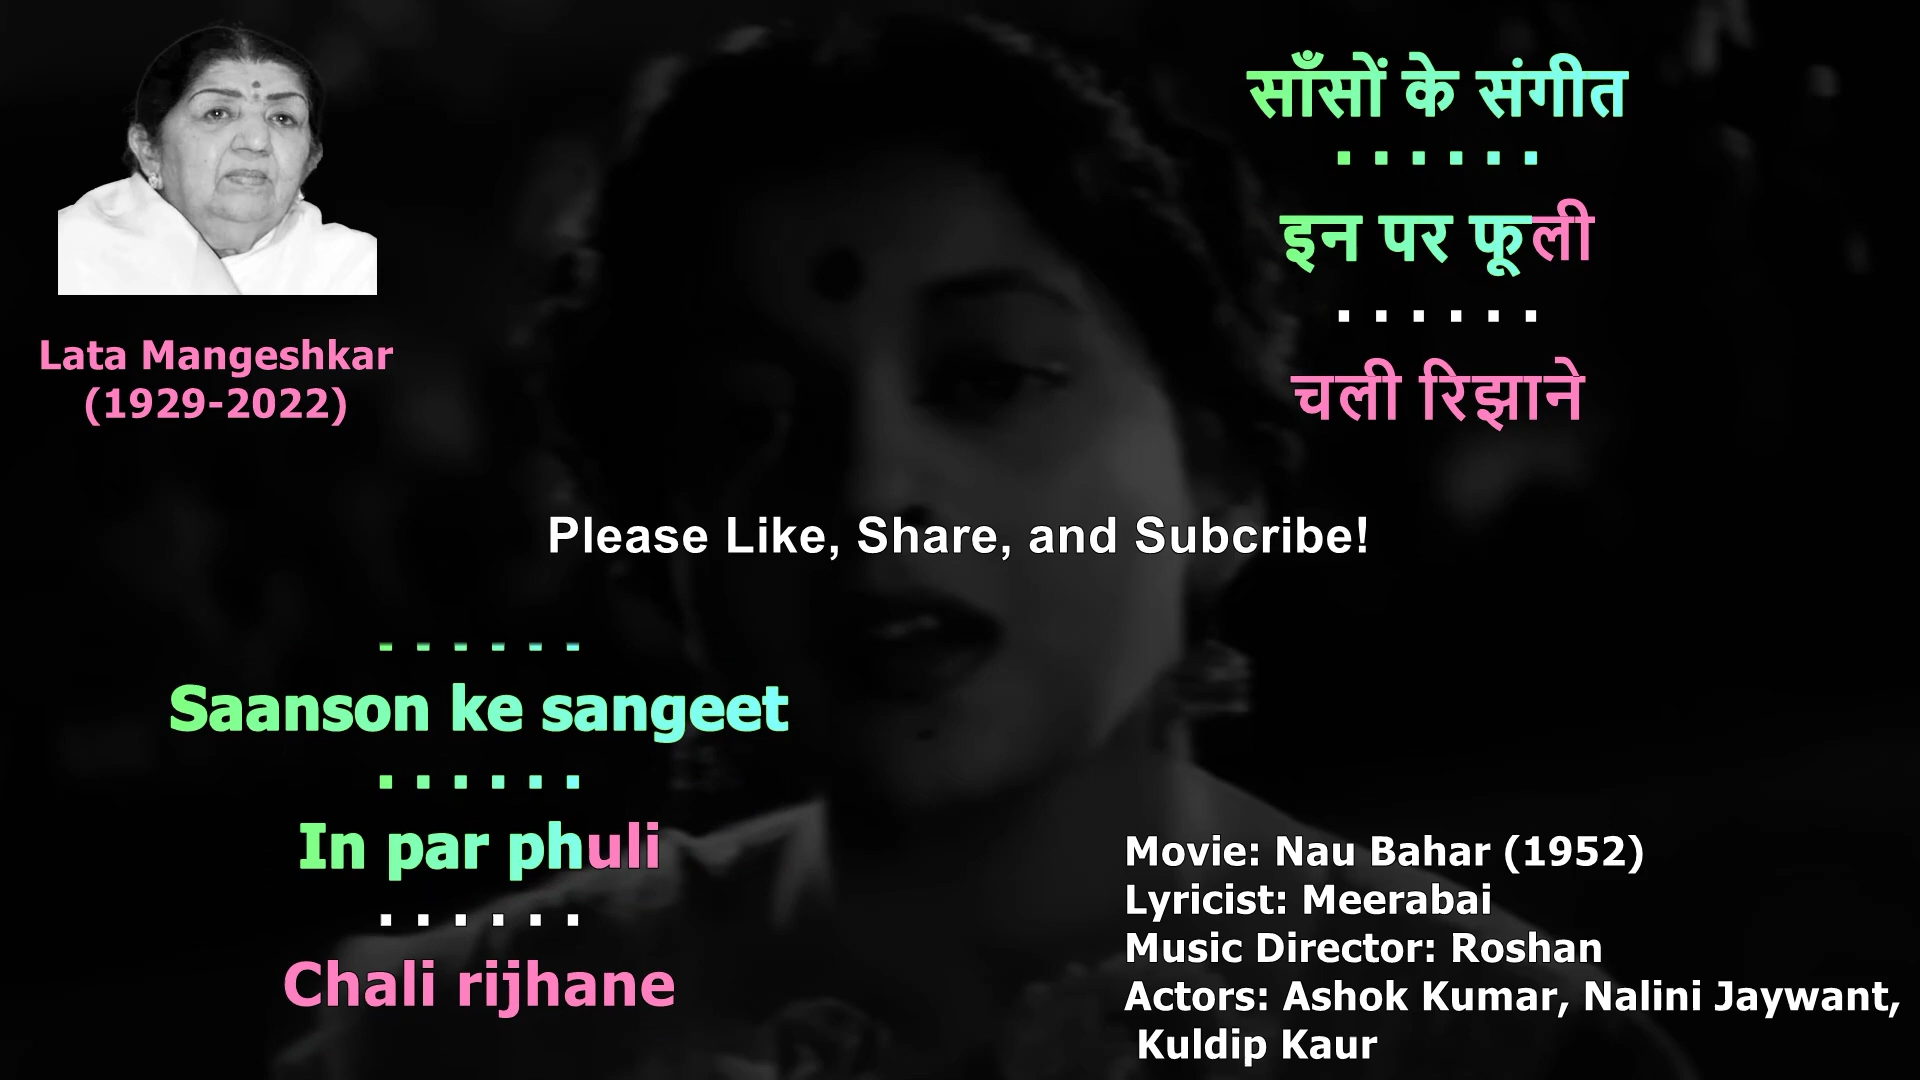 साँसों के संगीत
. . . . . .
इन पर फूली
. . . . . .
चली रिझाने
Lata Mangeshkar
(1929-2022)
Please Like, Share, and Subcribe!
. . . . . .
Saanson ke sangeet
. . . . . .
In par phuli
. . . . . .
Chali rijhane
Movie: Nau Bahar (1952)
Lyricist: Meerabai
Music Director: Roshan
Actors: Ashok Kumar, Nalini Jaywant,
Kuldip Kaur